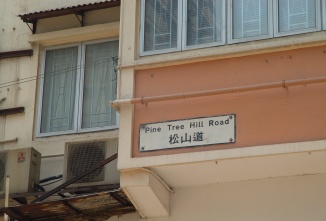 Pine Tree Hill Road
松山道